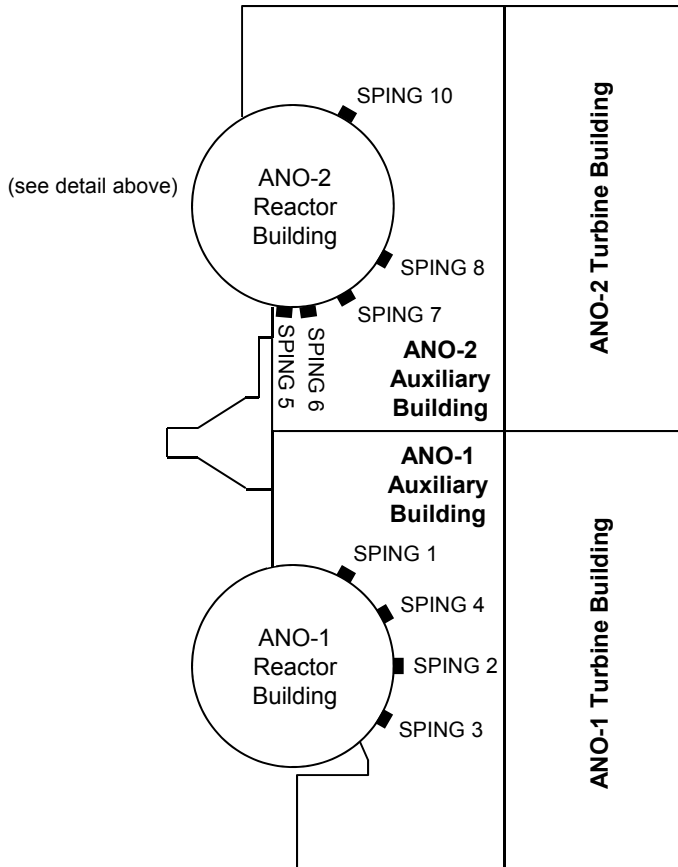 SPING 10
(see detail above)
ANO-2
Reactor
Building
SPING 8
SPING 7
SPING 5
SPING 6
ANO-2
Auxiliary
Building
ANO-2 Turbine Building
ANO-1
Auxiliary
Building
SPING 1
SPING 4
ANO-1
Reactor
Building
SPING 2
SPING 3
ANO-1 Turbine Building